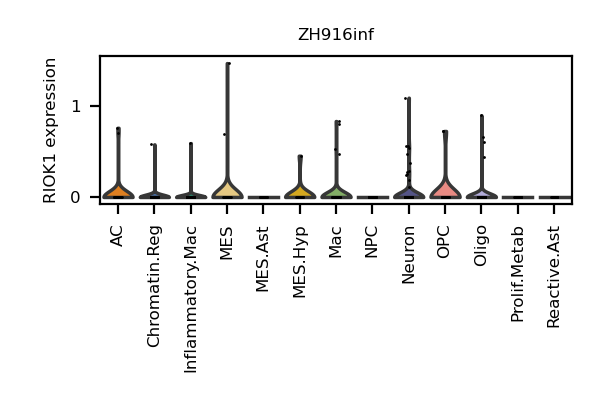 ZH916inf
RIOK1 expression
1
0
AC
Chromatin.Reg
Inflammatory.Mac
MES
MES.Ast
MES.Hyp
Mac
NPC
Neuron
OPC
Oligo
Prolif.Metab
Reactive.Ast